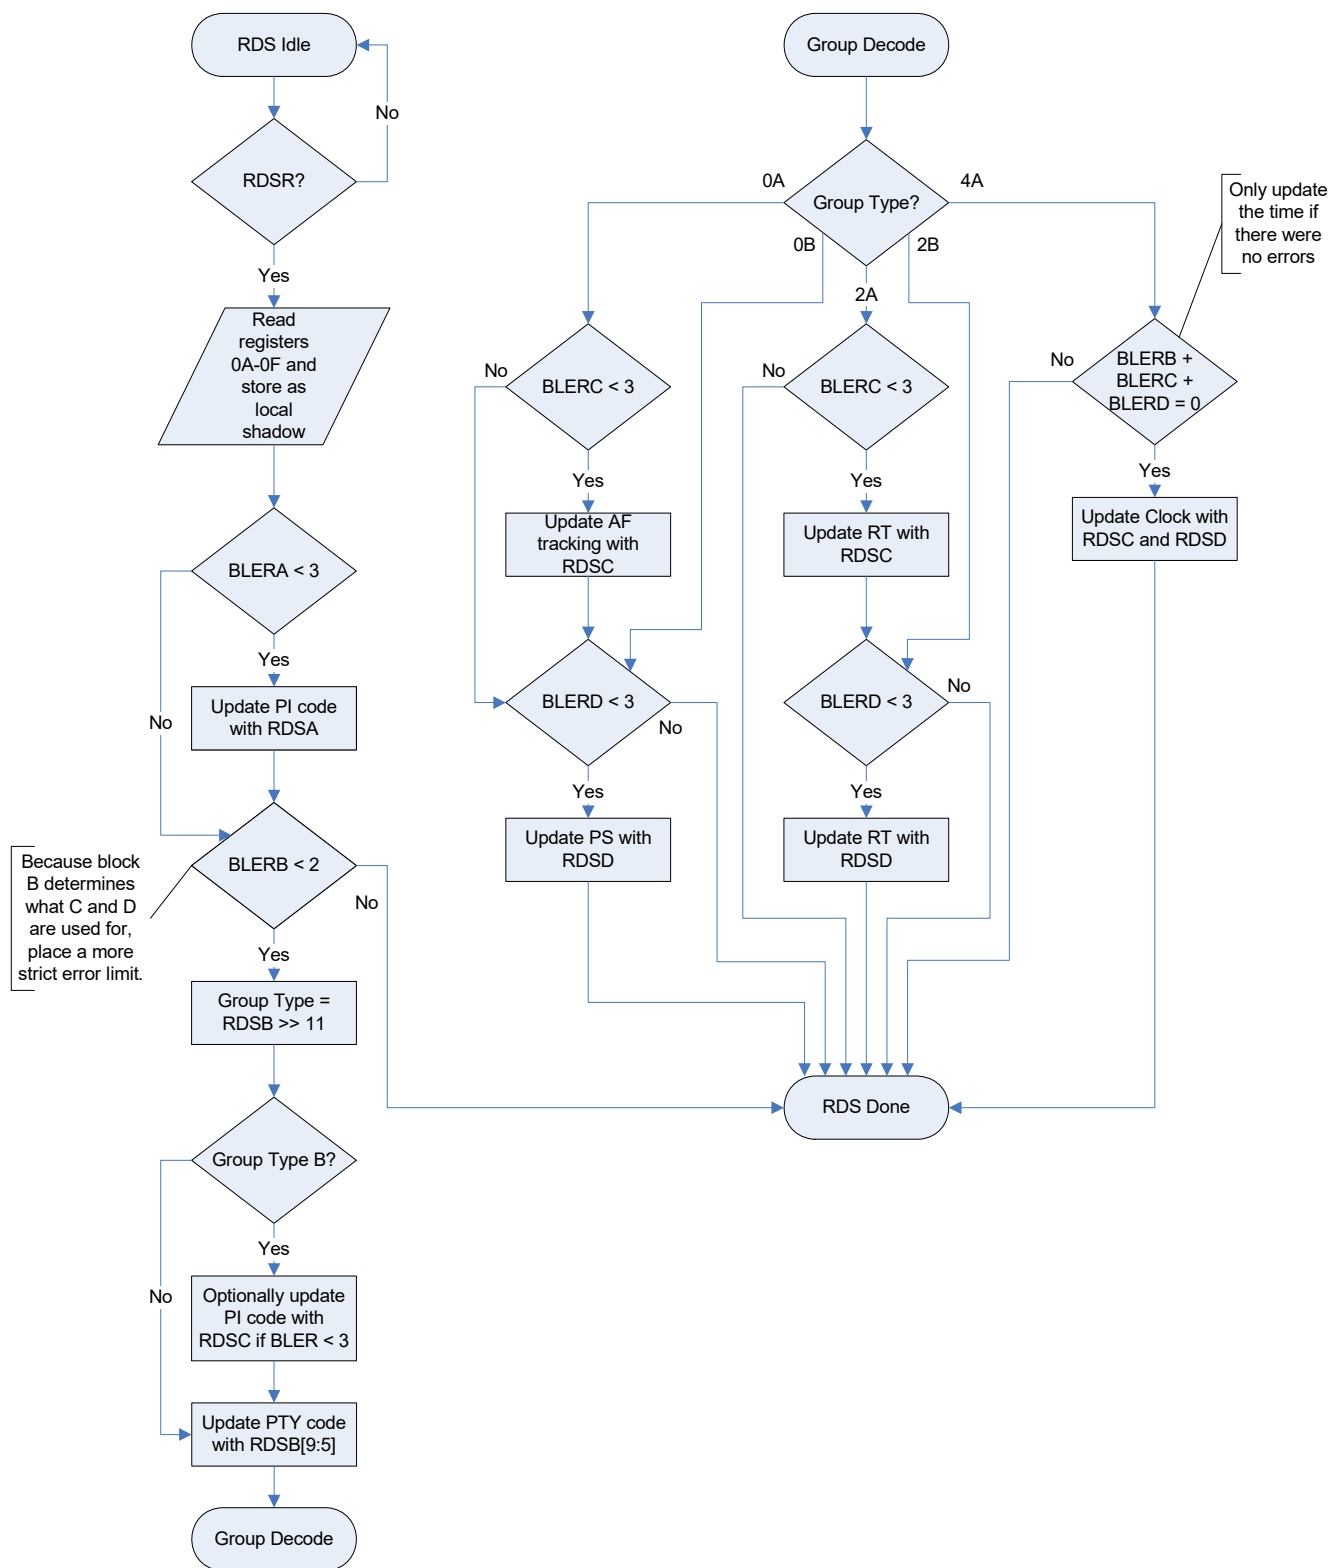 RDS Idle
No
RDSR?
Yes
Read
registers
0A-0F and
store as
local
shadow
BLERA < 3
Yes
No
Update PI code
with RDSA
BLERB < 2
No
Because block
B determines
what C and D
are used for,
place a more
strict error limit.
Yes
Group Type =
RDSB >> 11
Group Type B?
Yes
No
Optionally update
PI code with
RDSC if BLER < 3
Update PTY code
with RDSB[9:5]
Group Decode
Group Decode
Group Type?
0A
4A
0B
2B
2A
Only update
the time if
there were
no errors
No
BLERC < 3
Yes
Update AF
tracking with
RDSC
BLERD < 3
No
Yes
Update PS with
RDSD
No
BLERC < 3
Yes
Update RT with
RDSC
BLERD < 3
No
Yes
Update RT with
RDSD
No
BLERB +
BLERC +
BLERD = 0
Yes
Update Clock with
RDSC and RDSD
RDS Done